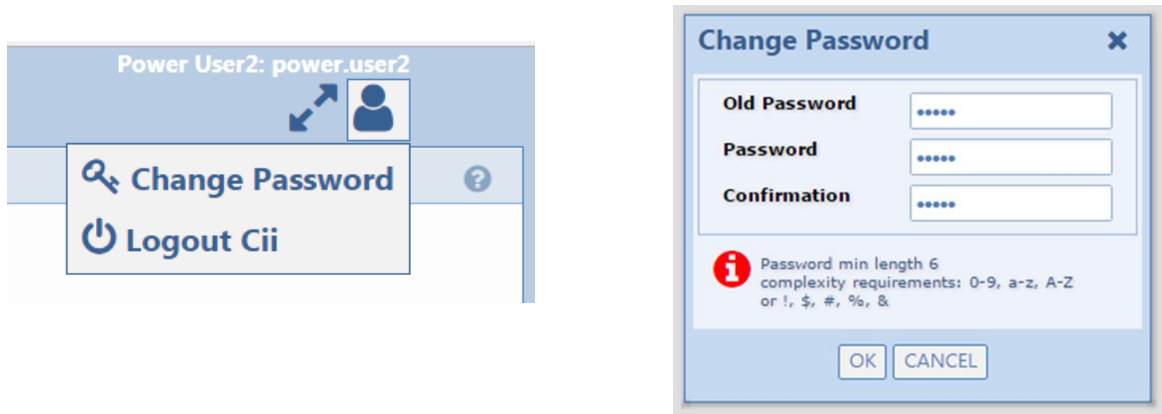 Power User2: power.user2
Change Password
Logout Cii
Change Password
Old Password •••••
Password •••••
Confirmation •••••
Password min length 6
complexity requirements: 0-9, a-z, A-Z
or !, $, #, %, &
OK CANCEL